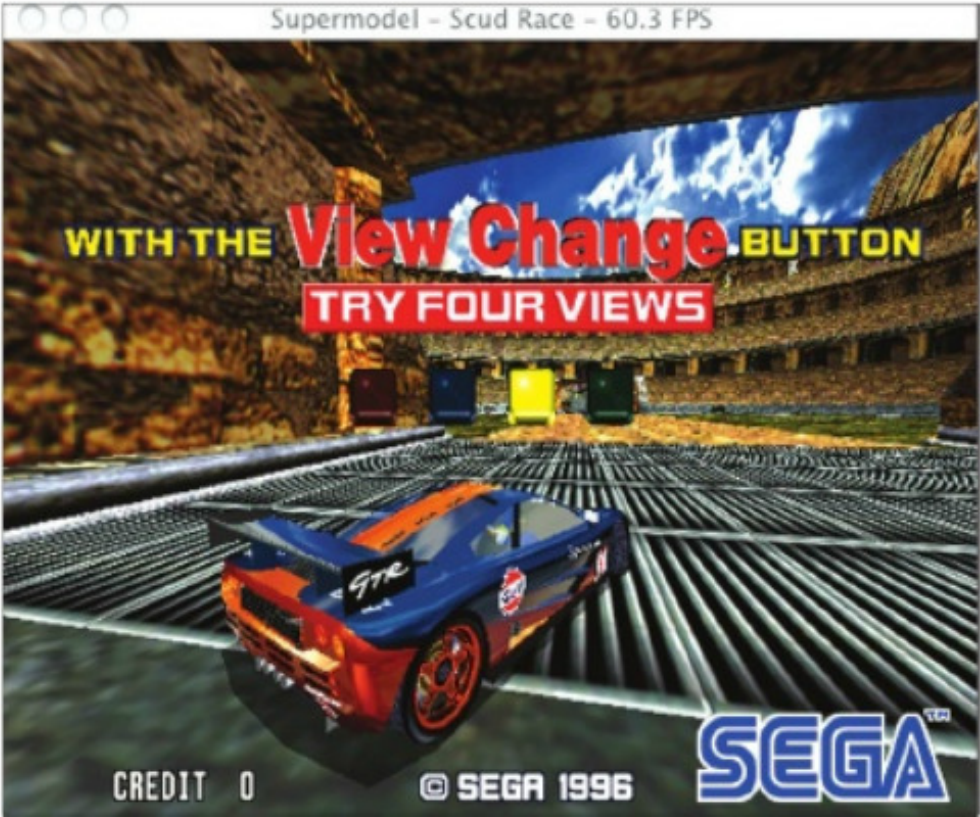 Supermodel - Scud Race - 60.3 FPS
WITH THE View Change BUTTON
TRY FOUR VIEWS
GTR
CREDIT 0
© SEGA 1996
SEGA™